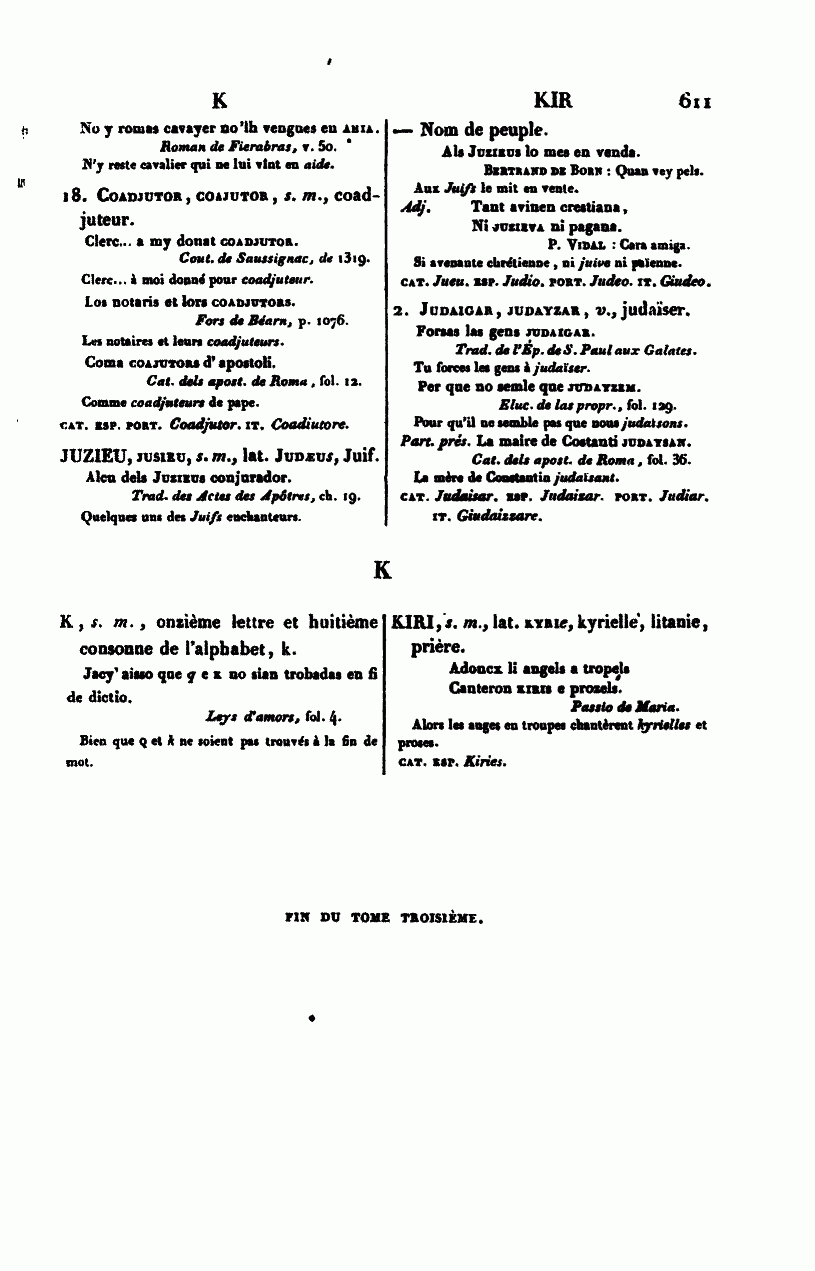 K
KIR 611
No y romas cavayer no'lh vengues en AHIA.
Roman de Fierabras, v. 50.
N'y reste cavalier qui ne lui vînt en aide.
18. COADJUTOR, COAJUTOR, s. m., coad-
juteur.
Clerc... a my donat COADJUTOR.
Cout. de Saussignac, de 1319.
Clerc... à moi donné pour coadjuteur.
Los notaris et lors COADJUTORS.
Fors de Béarn, p. 1076.
Les notaires et leurs coadjuteurs.
Coma COAJUTORS d'apostoli.
Cat. dels apost. de Roma, fol. 12.
Comme coadjuteurs de pape.
CAT. ESP. PORT. Coadjutor. IT. Coadiutore.
JUZIEU, JUSIEU, s. m., lat. JUDÆUS, Juif.
Alcu dels JUZIEUS conjurador.
Trad. des Actes des Apôtres, ch. 19.
Quelques uns des Juifs enchanteurs.
— Nom de peuple.
Als JUZIEUS lo mes en venda.
BERTRAND DE BORN : Quan vey pels.
Aux Juifs le mit en vente.
Adj. Tant avinen crestiana,
Ni JUZIEVA ni pagana.
P. VIDAL : Cara amiga.
Si avenante chrétienne, ni juive ni païenne.
CAT. Jueu. ESP. Judio. PORT. Judeo. IT. Giudeo.
2. JUDAIGAR, JUDAYZAR, v., judaïser.
Forsas las gens JUDAIGAR.
Trad. de l'Ép. de S. Paul aux Galates.
Tu forces les gens à judaïser.
Per que no semle que JUDAYZEM.
Eluc. de las propr., fol. 129.
Pour qu'il ne semble pas que nous judaïsons.
Part. prés. La maire de Costanti JUDAYSAN.
Cat. dels apost. de Roma, fol. 36.
La mère de Constantin judaïsant.
CAT. Judaisar. ESP. Judaizar. PORT. Judiar.
IT. Giudaizzare.
K
K, s. m., onzième lettre et huitième
consonne de l'alphabet, k.
Jacy' aisso que q e K no sian trobadas en fi
de dictio.
Leys d'amors, fol. 4.
Bien que Q et k ne soient pas trouvés à la fin de
mot.
KIRI, s. m., lat. KYRIE, kyrielle, litanie,
prière.
Adoncx li angels a tropels
Canteron KIRIS e prozels.
Passio de Maria.
Alors les anges en troupes chantèrent kyrielles et
proses.
CAT. ESP. Kiries.
FIN DU TOME TROISIÈME.